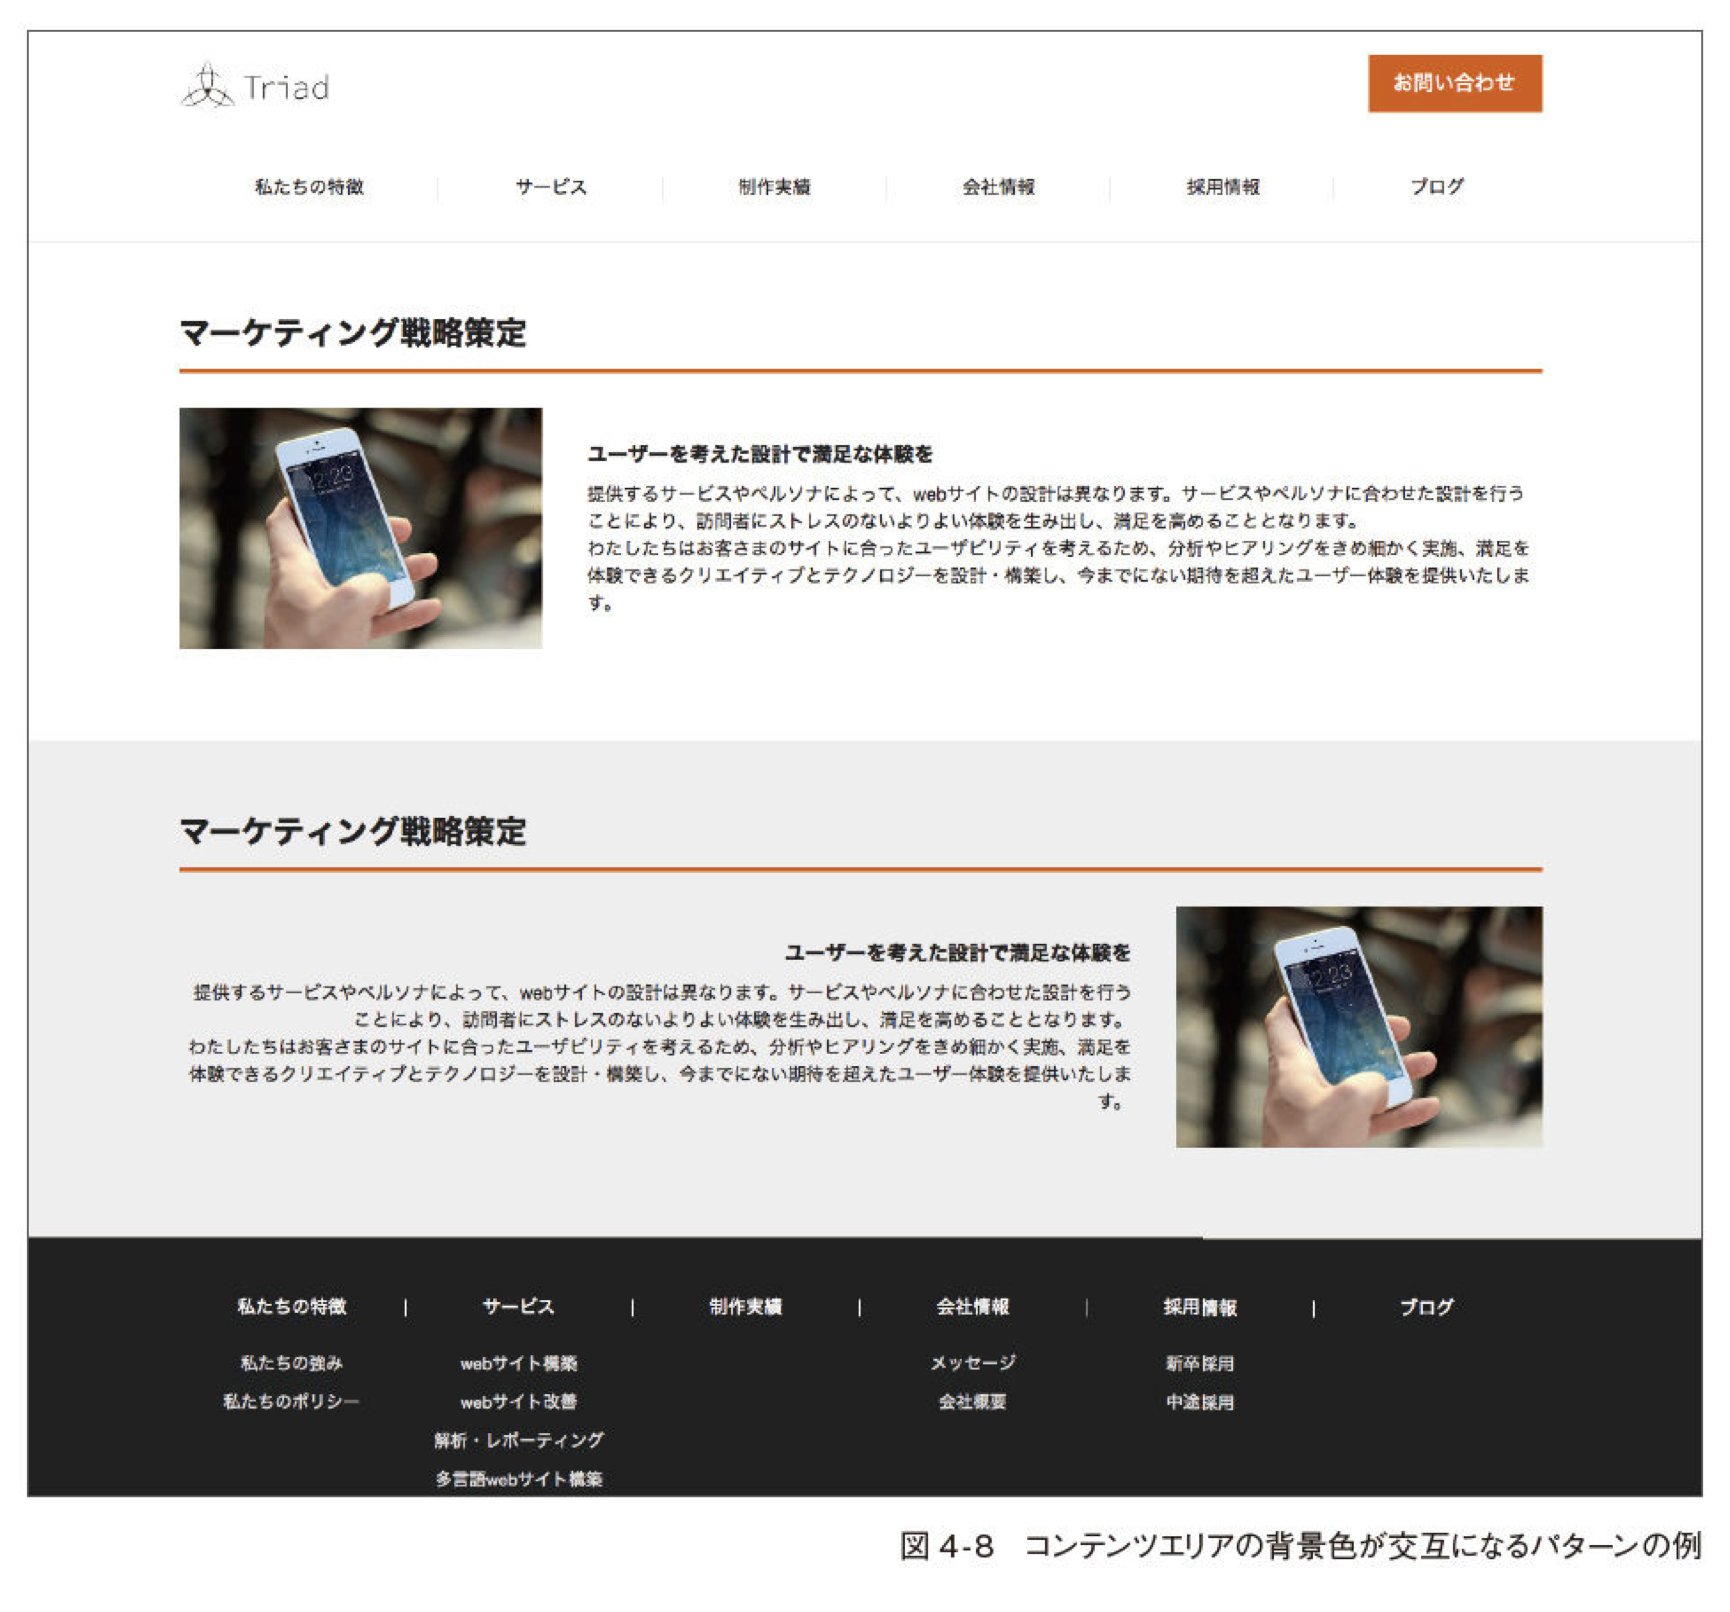 Triad
お問い合わせ
私たちの特徴
サービス
制作実績
会社情報
採用情報
ブログ
マーケティング戦略策定
12:23
ユーザーを考えた設計で満足な体験を
提供するサービスやペルソナによって、webサイトの設計は異なります。サービスやペルソナに合わせた設計を行う
ことにより、訪問者にストレスのないよりよい体験を生み出し、満足を高めることとなります。
わたしたちはお客さまのサイトに合ったユーザビリティを考えるため、分析やヒアリングをきめ細かく実施、満足を
体験できるクリエイティブとテクノロジーを設計・構築し、今までにない期待を超えたユーザー体験を提供いたしま
す。
マーケティング戦略策定
ユーザーを考えた設計で満足な体験を
提供するサービスやペルソナによって、webサイトの設計は異なります。サービスやペルソナに合わせた設計を行う
ことにより、訪問者にストレスのないよりよい体験を生み出し、満足を高めることとなります。
わたしたちはお客さまのサイトに合ったユーザビリティを考えるため、分析やヒアリングをきめ細かく実施、満足を
体験できるクリエイティブとテクノロジーを設計・構築し、今までにない期待を超えたユーザー体験を提供いたしま
す。
12:23
私たちの特徴
私たちの強み
私たちのポリシー
サービス
webサイト構築
webサイト改善
解析・レポーティング
多言語webサイト構築
制作実績
会社情報
メッセージ
会社概要
採用情報
新卒採用
中途採用
ブログ
図 4-8　コンテンツエリアの背景色が交互になるパターンの例